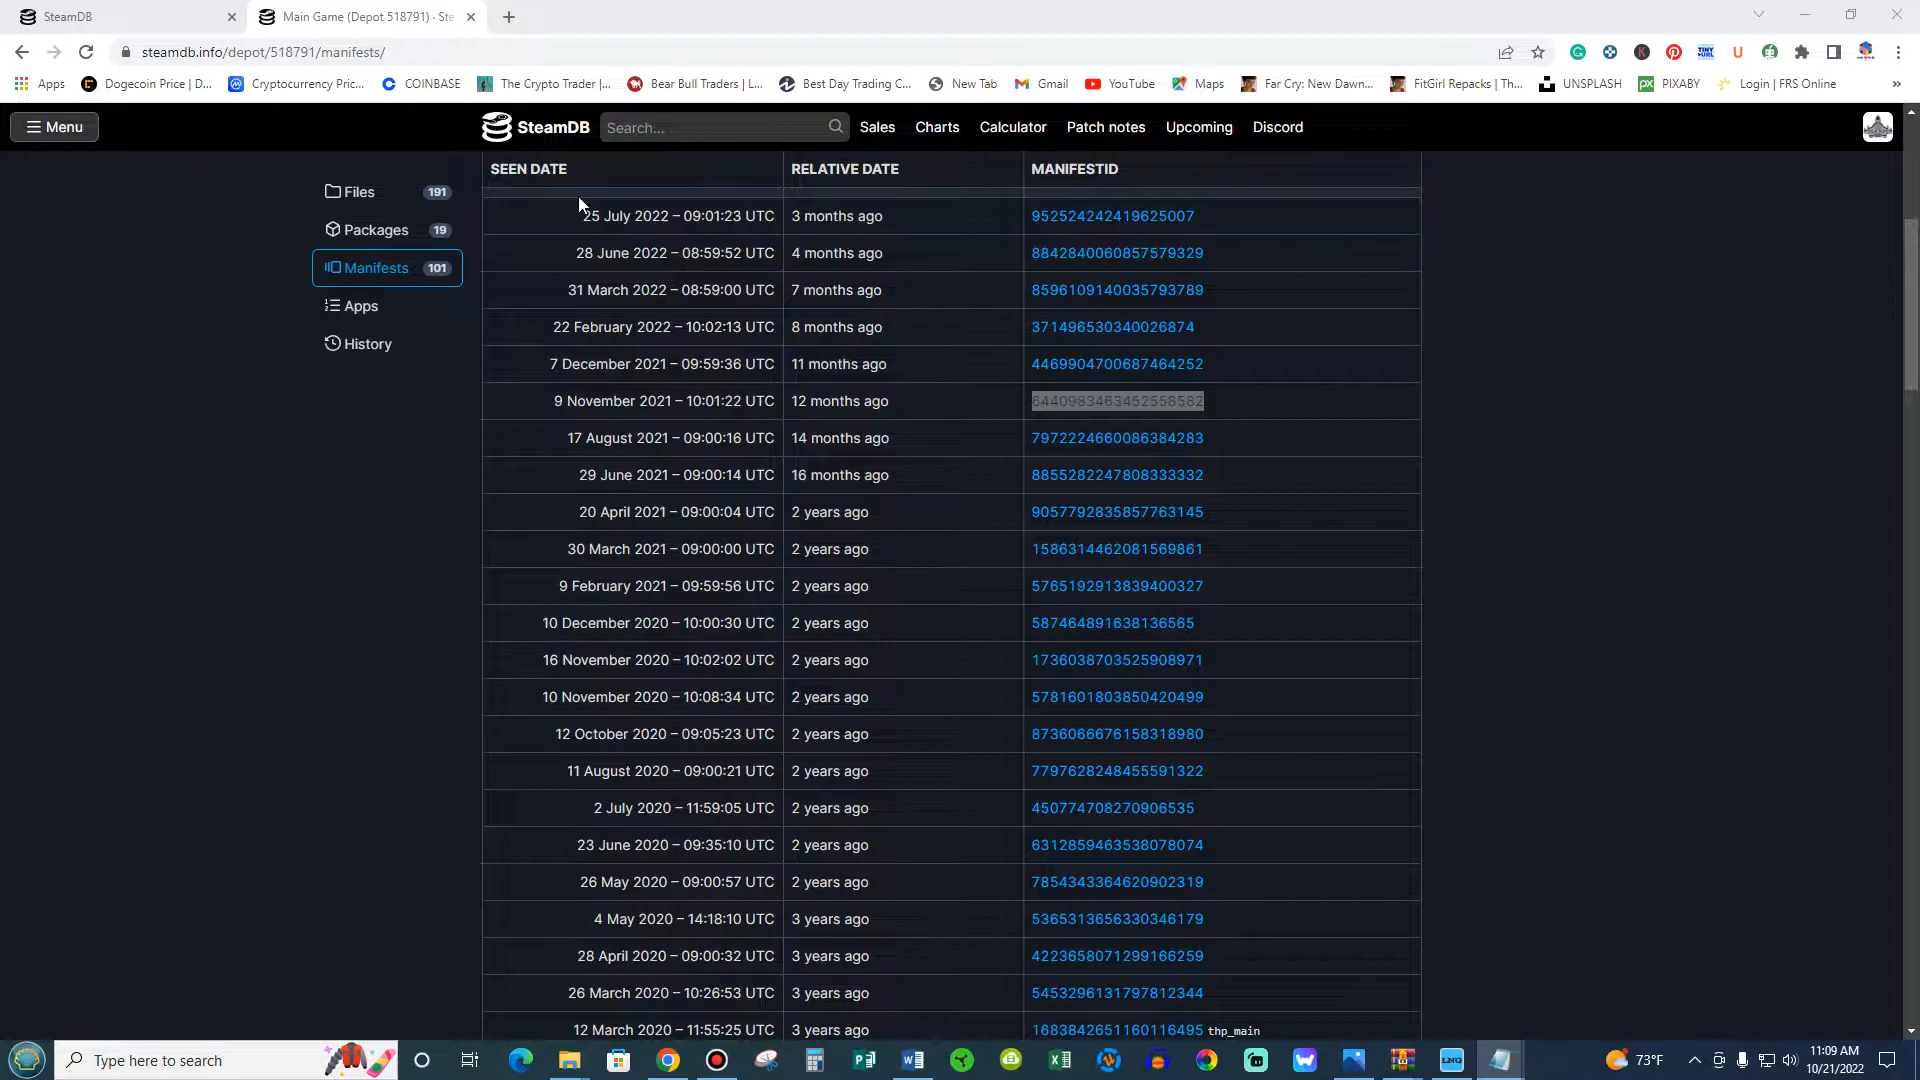 SteamDB
Main Game (Depot 518791) · Ste
steamdb.info/depot/518791/manifests/
Apps
Dogecoin Price | D...
Cryptocurrency Pric...
COINBASE
The Crypto Trader |...
Bear Bull Traders | L...
Best Day Trading C...
New Tab
Gmail
YouTube
Maps
Far Cry: New Dawn...
FitGirl Repacks | Th...
UNSPLASH
PIXABY
Login | FRS Online
»
Menu
SteamDB
Search...
Sales
Charts
Calculator
Patch notes
Upcoming
Discord
Files 191
Packages 19
Manifests 101
Apps
History
SEEN DATE RELATIVE DATE MANIFESTID
25 July 2022 – 09:01:23 UTC 3 months ago 952524242419625007
28 June 2022 – 08:59:52 UTC 4 months ago 8842840060857579329
31 March 2022 – 08:59:00 UTC 7 months ago 8596109140035793789
22 February 2022 – 10:02:13 UTC 8 months ago 371496530340026874
7 December 2021 – 09:59:36 UTC 11 months ago 4469904700687464252
9 November 2021 – 10:01:22 UTC 12 months ago 6440983463452558582
17 August 2021 – 09:00:16 UTC 14 months ago 7972224660086384283
29 June 2021 – 09:00:14 UTC 16 months ago 8855282247808333332
20 April 2021 – 09:00:04 UTC 2 years ago 9057792835857763145
30 March 2021 – 09:00:00 UTC 2 years ago 1586314462081569861
9 February 2021 – 09:59:56 UTC 2 years ago 5765192913839400327
10 December 2020 – 10:00:30 UTC 2 years ago 587464891638136565
16 November 2020 – 10:02:02 UTC 2 years ago 1736038703525908971
10 November 2020 – 10:08:34 UTC 2 years ago 5781601803850420499
12 October 2020 – 09:05:23 UTC 2 years ago 8736066676158318980
11 August 2020 – 09:00:21 UTC 2 years ago 7797628248455591322
2 July 2020 – 11:59:05 UTC 2 years ago 450774708270906535
23 June 2020 – 09:35:10 UTC 2 years ago 6312859463538078074
26 May 2020 – 09:00:57 UTC 2 years ago 7854343364620902319
4 May 2020 – 14:18:10 UTC 3 years ago 5365313656330346179
28 April 2020 – 09:00:32 UTC 3 years ago 4223658071299166259
26 March 2020 – 10:26:53 UTC 3 years ago 5453296131797812344
12 March 2020 – 11:55:25 UTC 3 years ago 1683842651160116495 thp_main
Type here to search
LNG
73°F
11:09 AM
10/21/2022